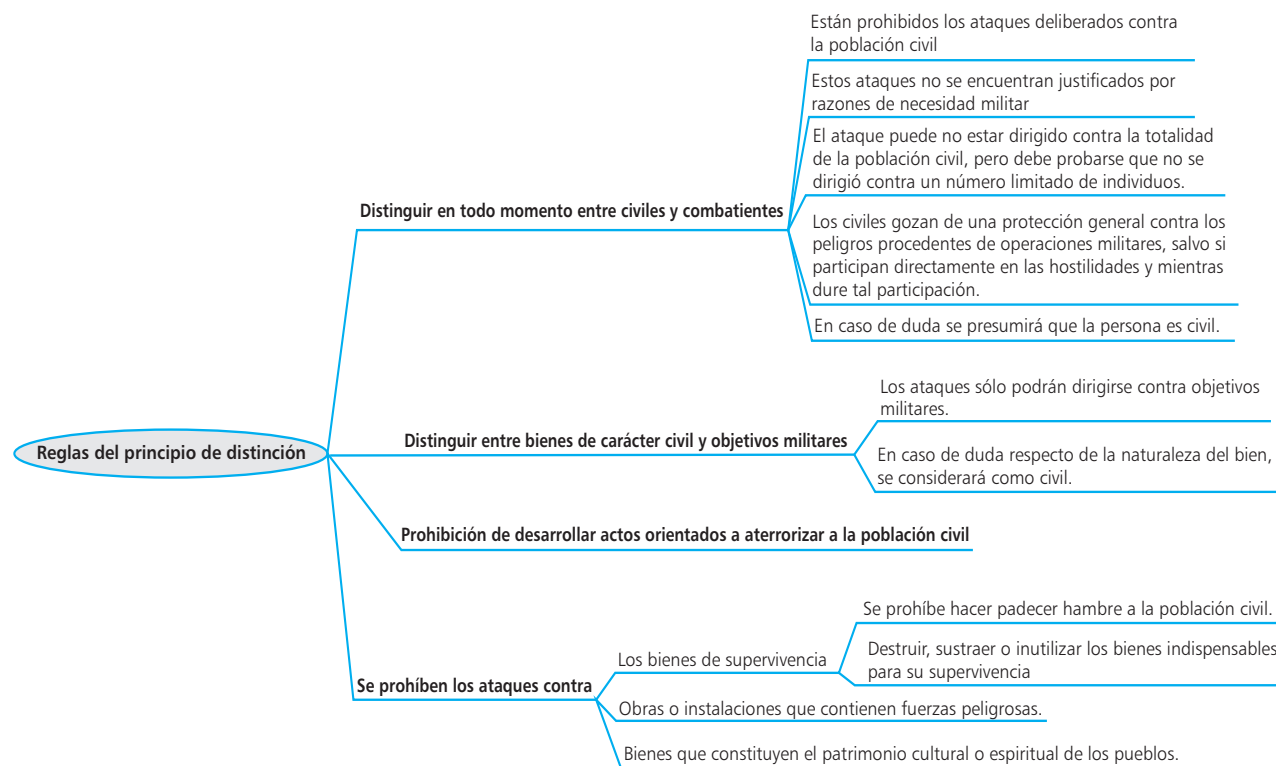 Están prohibidos los ataques deliberados contra
la población civil
Estos ataques no se encuentran justificados por
razones de necesidad militar
El ataque puede no estar dirigido contra la totalidad
de la población civil, pero debe probarse que no se
dirigió contra un número limitado de individuos.
Distinguir en todo momento entre civiles y combatientes
Los civiles gozan de una protección general contra los
peligros procedentes de operaciones militares, salvo si
participan directamente en las hostilidades y mientras
dure tal participación.
En caso de duda se presumirá que la persona es civil.
Los ataques sólo podrán dirigirse contra objetivos
militares.
Distinguir entre bienes de carácter civil y objetivos militares
Reglas del principio de distinción
En caso de duda respecto de la naturaleza del bien,
se considerará como civil.
Prohibición de desarrollar actos orientados a aterrorizar a la población civil
Se prohíbe hacer padecer hambre a la población civil.
Los bienes de supervivencia
Destruir, sustraer o inutilizar los bienes indispensables
para su supervivencia
Se prohíben los ataques contra
Obras o instalaciones que contienen fuerzas peligrosas.
Bienes que constituyen el patrimonio cultural o espiritual de los pueblos.